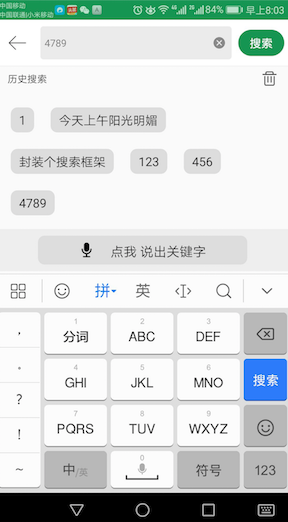 中国移动
中国联通|小米移动 4G 2G 84% 早上8:03
4789 搜索
历史搜索
1 今天上午阳光明媚
封装个搜索框架 123 456
4789
点我 说出关键字
拼 英
， 1 分词 2 ABC 3 DEF
。 4 GHI 5 JKL 6 MNO 搜索
？
！ 7 PQRS 8 TUV 9 WXYZ
～ 中/英 0 符号 123